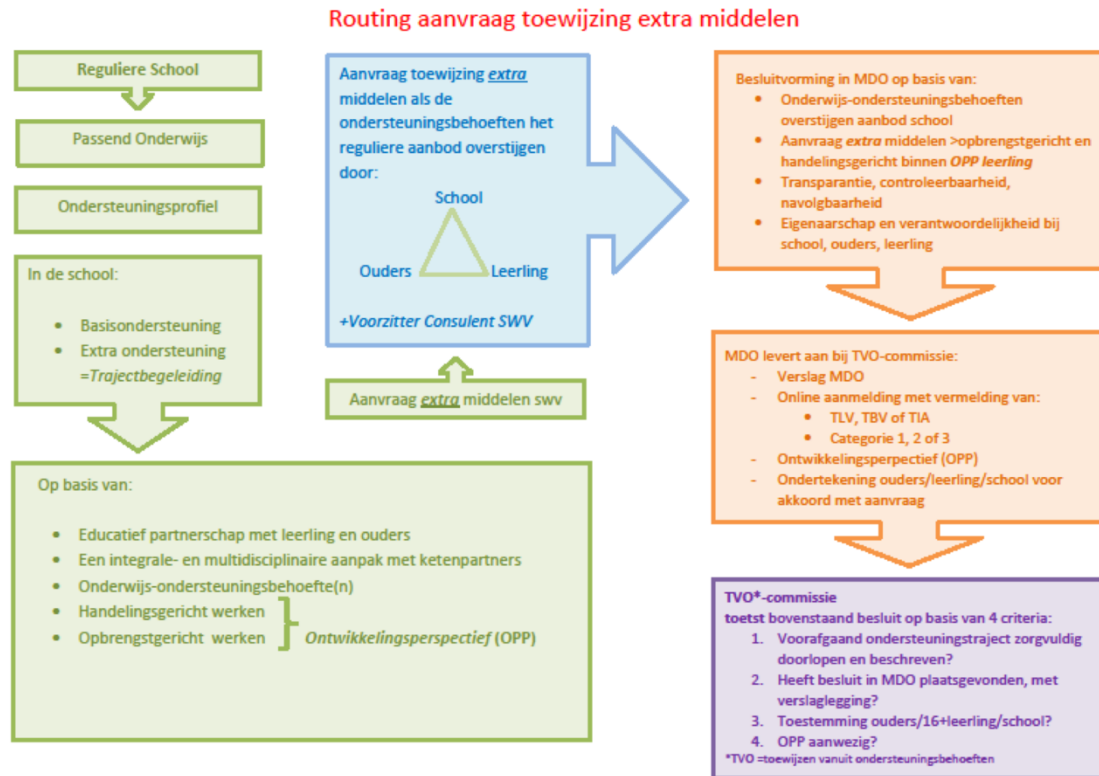 Routing aanvraag toewijzing extra middelen
Reguliere School
Passend Onderwijs
Ondersteuningsprofiel
In de school:
• Basisondersteuning
• Extra ondersteuning
=Trajectbegeleiding
Op basis van:
• Educatief partnerschap met leerling en ouders
• Een integrale- en multidisciplinaire aanpak met ketenpartners
• Onderwijs-ondersteuningsbehoefte(n)
• Handelingsgericht werken
• Opbrengstgericht werken
Ontwikkelingsperspectief (OPP)
Aanvraag toewijzing extra
middelen als de
ondersteuningsbehoeften het
reguliere aanbod overstijgen
door:
School
Ouders
Leerling
+Voorzitter Consulent SWV
Aanvraag extra middelen swv
Besluitvorming in MDO op basis van:
• Onderwijs-ondersteuningsbehoeften
overstijgen aanbod school
• Aanvraag extra middelen >opbrengstgericht en
handelingsgericht binnen OPP leerling
• Transparantie, controleerbaarheid,
navolgbaarheid
• Eigenaarschap en verantwoordelijkheid bij
school, ouders, leerling
MDO levert aan bij TVO-commissie:
- Verslag MDO
- Online aanmelding met vermelding van:
• TLV, TBV of TIA
• Categorie 1, 2 of 3
- Ontwikkelingsperpectief (OPP)
- Ondertekening ouders/leerling/school voor
akkoord met aanvraag
TVO*-commissie
toetst bovenstaand besluit op basis van 4 criteria:
1. Voorafgaand ondersteuningstraject zorgvuldig
doorlopen en beschreven?
2. Heeft besluit in MDO plaatsgevonden, met
verslaglegging?
3. Toestemming ouders/16+leerling/school?
4. OPP aanwezig?
*TVO =toewijzen vanuit ondersteuningsbehoeften